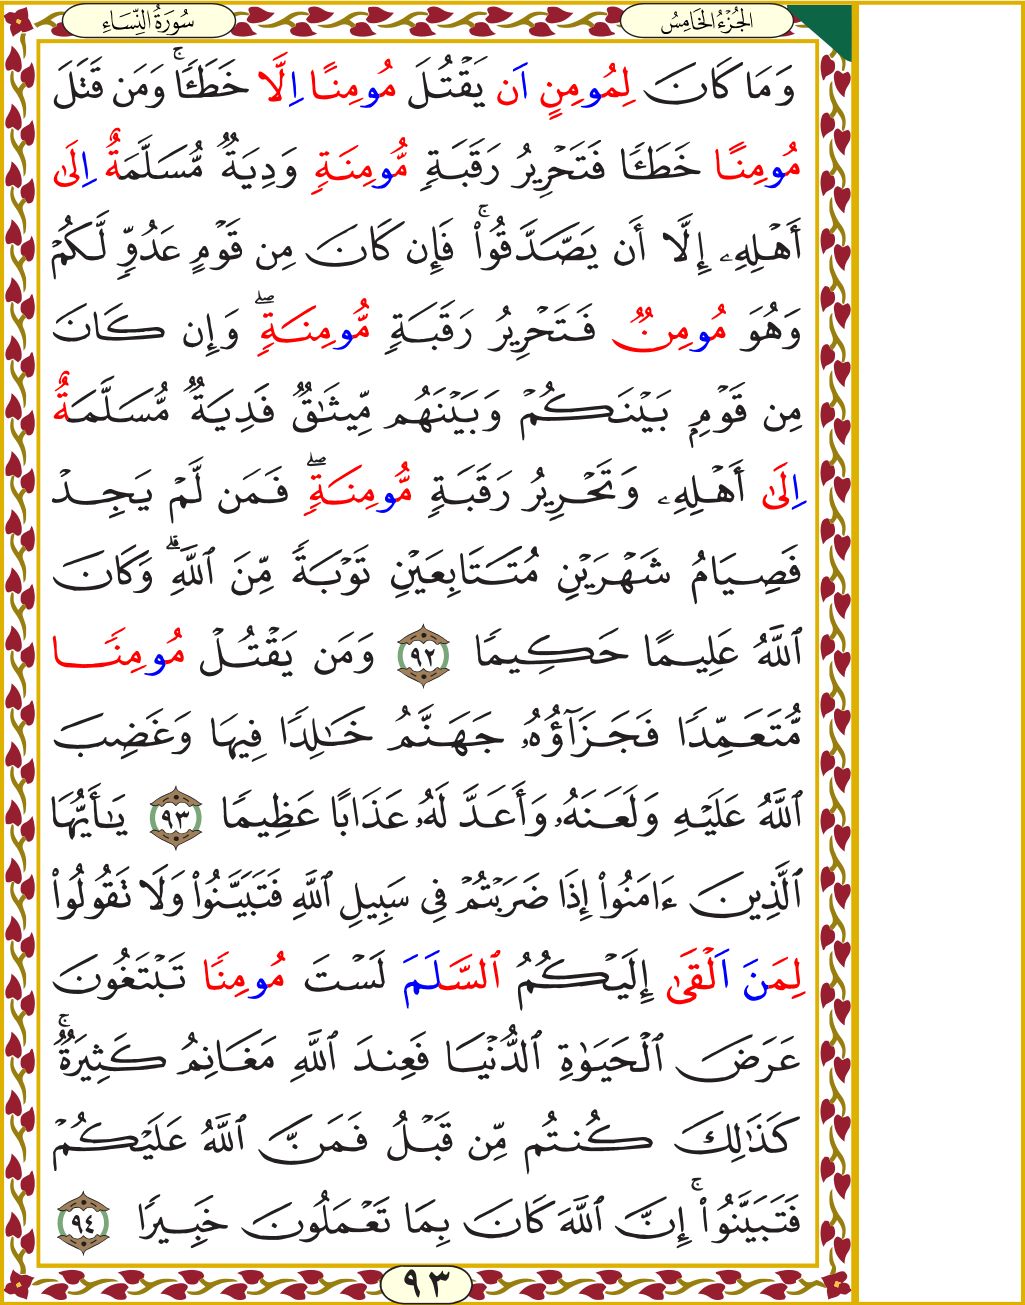 سُورَةُ النِّسَاءِ
الجُزْءُ الخَامِسُ
وَمَا كَانَ لِمُومِنٍ اَن يَقْتُلَ مُومِنًا اِلَّا خَطَـًٔاۚ وَمَن قَتَلَ
مُومِنًا خَطَـًٔا فَتَحْرِيرُ رَقَبَةٍ مُّومِنَةٍ وَدِيَةٌ مُّسَلَّمَةٌ اِلَىٰ
أَهْلِهِۦ إِلَّا أَن يَصَّدَّقُوا۟ۚ فَإِن كَانَ مِن قَوْمٍ عَدُوٍّ لَّكُمْ
وَهُوَ مُومِنٌ فَتَحْرِيرُ رَقَبَةٍ مُّومِنَةٍۖ وَإِن كَانَ
مِن قَوْمٍ بَيْنَكُمْ وَبَيْنَهُم مِّيثَٰقٌ فَدِيَةٌ مُّسَلَّمَةٌ
اِلَىٰ أَهْلِهِۦ وَتَحْرِيرُ رَقَبَةٍ مُّومِنَةٍۖ فَمَن لَّمْ يَجِدْ
فَصِيَامُ شَهْرَيْنِ مُتَتَابِعَيْنِ تَوْبَةً مِّنَ ٱللَّهِۗ وَكَانَ
ٱللَّهُ عَلِيمًا حَكِيمًا ٩٢ وَمَن يَقْتُلْ مُومِنًا
مُّتَعَمِّدًا فَجَزَآؤُهُۥ جَهَنَّمُ خَٰلِدًا فِيهَا وَغَضِبَ
ٱللَّهُ عَلَيْهِ وَلَعَنَهُۥ وَأَعَدَّ لَهُۥ عَذَابًا عَظِيمًا ٩٣ يَٰأَيُّهَا
ٱلَّذِينَ ءَامَنُوا۟ إِذَا ضَرَبْتُمْ فِي سَبِيلِ ٱللَّهِ فَتَبَيَّنُوا۟ وَلَا تَقُولُوا۟
لِمَنَ اَلْقَىٰ إِلَيْكُمُ ٱلسَّلَمَ لَسْتَ مُومِنًا تَبْتَغُونَ
عَرَضَ ٱلْحَيَوٰةِ ٱلدُّنْيَا فَعِندَ ٱللَّهِ مَغَانِمُ كَثِيرَةٌۚ
كَذَٰلِكَ كُنتُم مِّن قَبْلُ فَمَنَّ ٱللَّهُ عَلَيْكُمْ
فَتَبَيَّنُوا۟ۚ إِنَّ ٱللَّهَ كَانَ بِمَا تَعْمَلُونَ خَبِيرًا ٩٤
٩٣